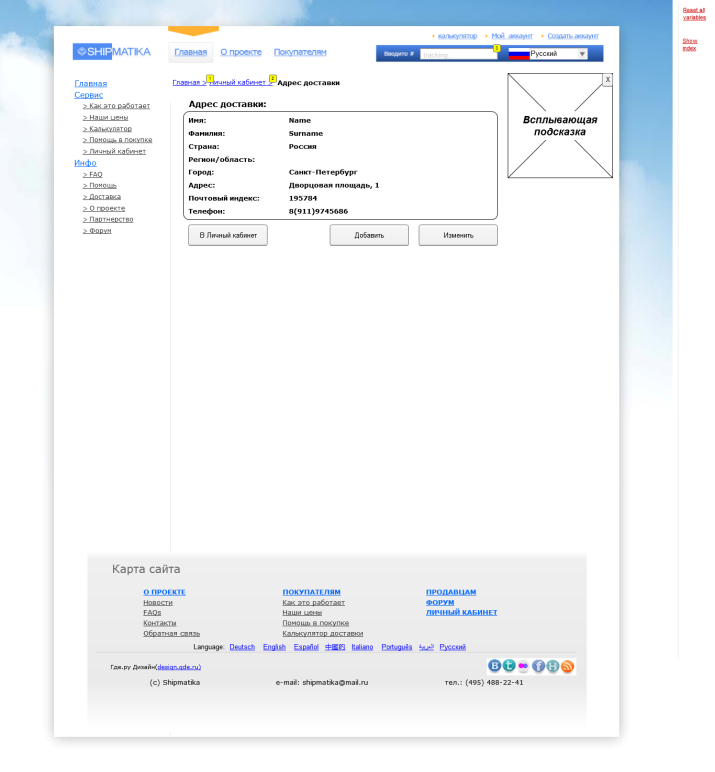 Reset all variables
Show index
калькулятор Мой аккаунт Создать аккаунт
SHIPMATIKA Главная О проекте Покупателям Введите # tracking 3 Русский
Главная > Личный кабинет > Адрес доставки
1 2
X
Всплывающая
подсказка
Главная
Сервис
> Как это работает
> Наши цены
> Калькулятор
> Помощь в покупке
> Личный кабинет
Инфо
> FAQ
> Помощь
> Доставка
> О проекте
> Партнерство
> Форум
Адрес доставки:
Имя: Name
Фамилия: Surname
Страна: Россия
Регион/область:
Город: Санкт-Петербург
Адрес: Дворцовая площадь, 1
Почтовый индекс: 195784
Телефон: 8(911)9745686
В Личный кабинет Добавить Изменить
Карта сайта
О ПРОЕКТЕ ПОКУПАТЕЛЯМ ПРОДАВЦАМ
Новости Как это работает ФОРУМ
FAQs Наши цены ЛИЧНЫЙ КАБИНЕТ
Контакты Помощь в покупке
Обратная связь Калькулятор доставки
Language: Deutsch English Español 中國的 Italiano Português العربية Русский
Где.ру Дизайн(design.gde.ru)
(c) Shipmatika e-mail: shipmatika@mail.ru тел.: (495) 488-22-41